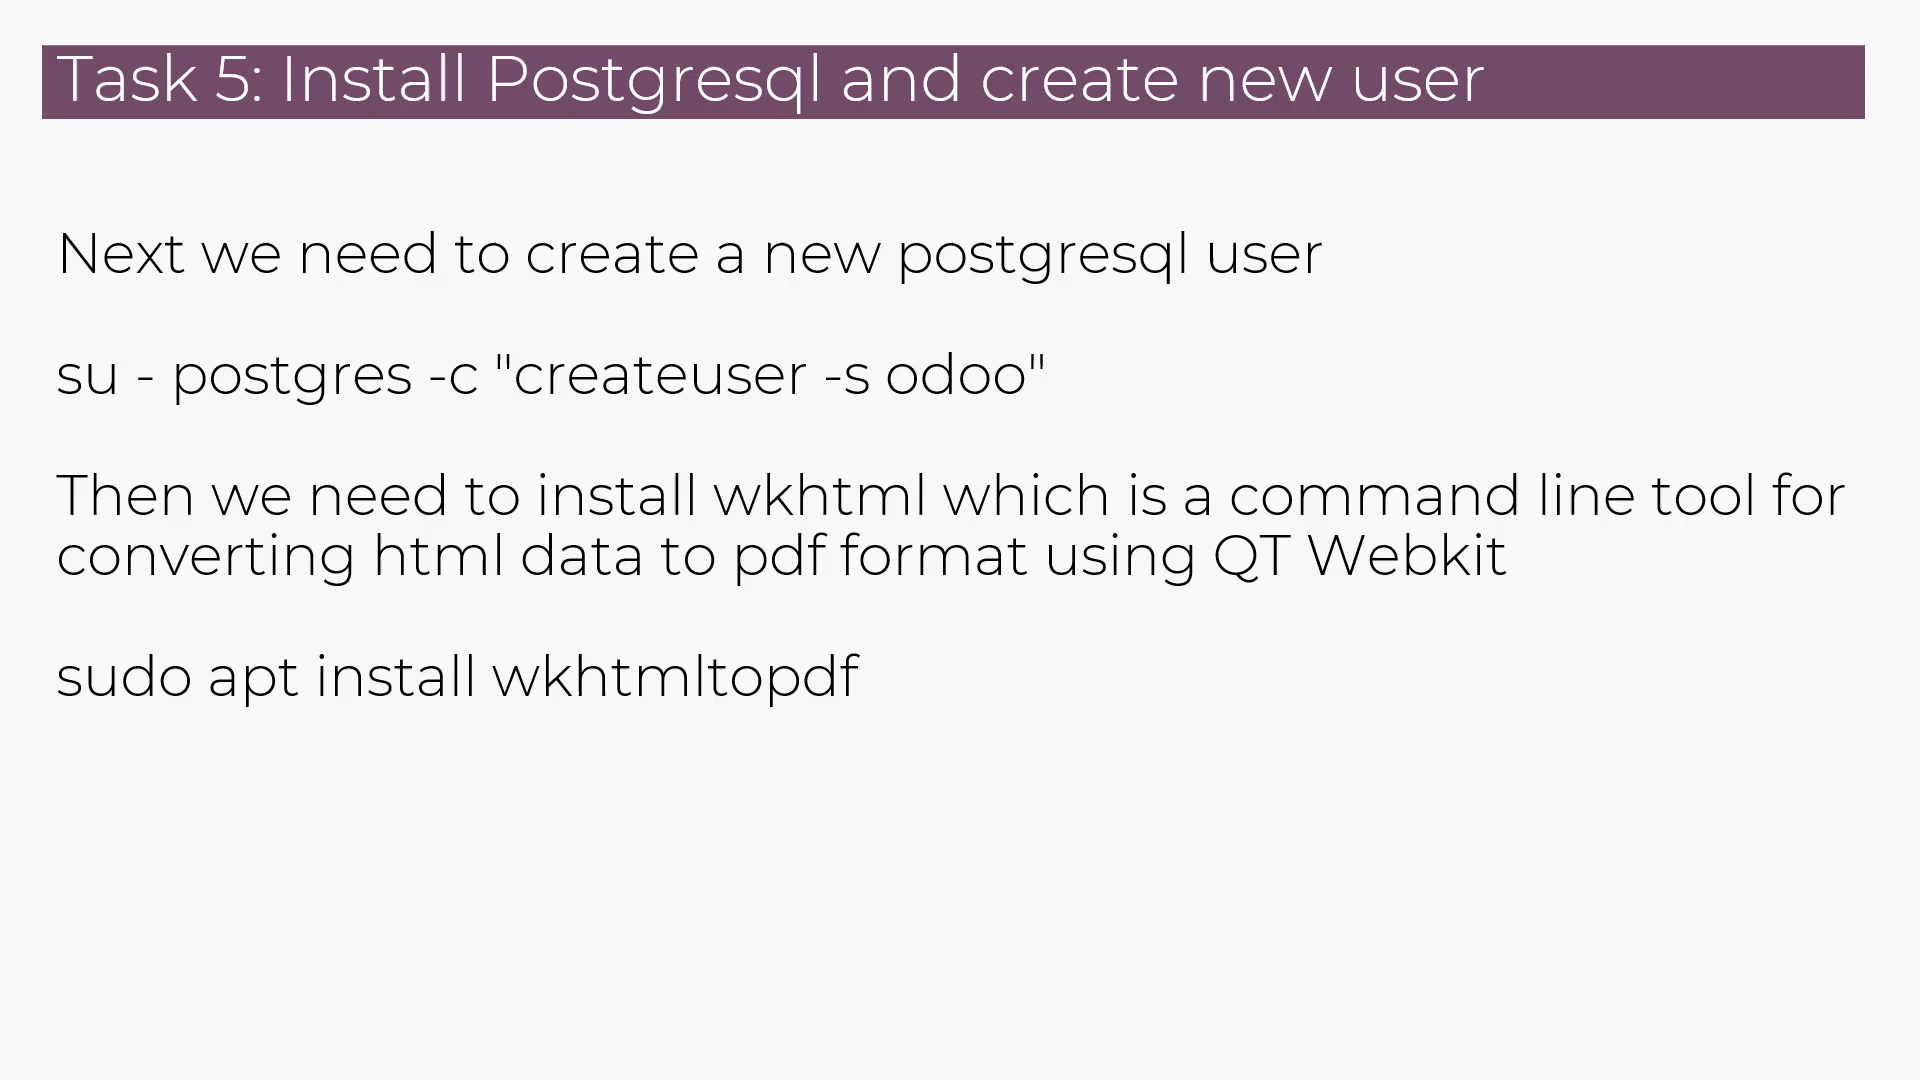 Task 5: Install Postgresql and create new user
Next we need to create a new postgresql user
su - postgres -c "createuser -s odoo"
Then we need to install wkhtml which is a command line tool for
converting html data to pdf format using QT Webkit
sudo apt install wkhtmltopdf